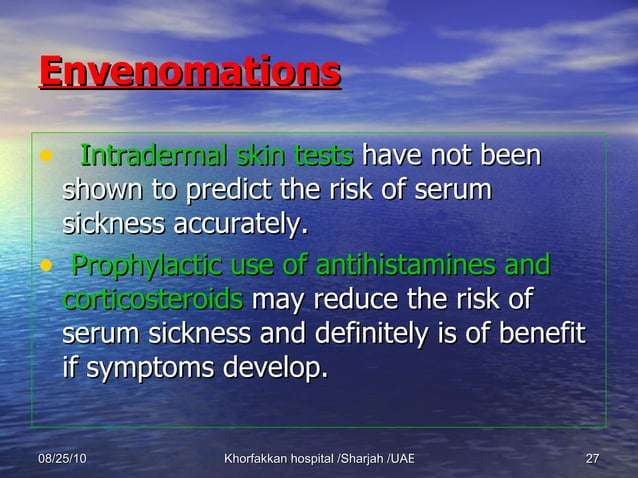 Envenomations
• Intradermal skin tests have not been
shown to predict the risk of serum
sickness accurately.
• Prophylactic use of antihistamines and
corticosteroids may reduce the risk of
serum sickness and definitely is of benefit
if symptoms develop.
08/25/10 Khorfakkan hospital /Sharjah /UAE 27